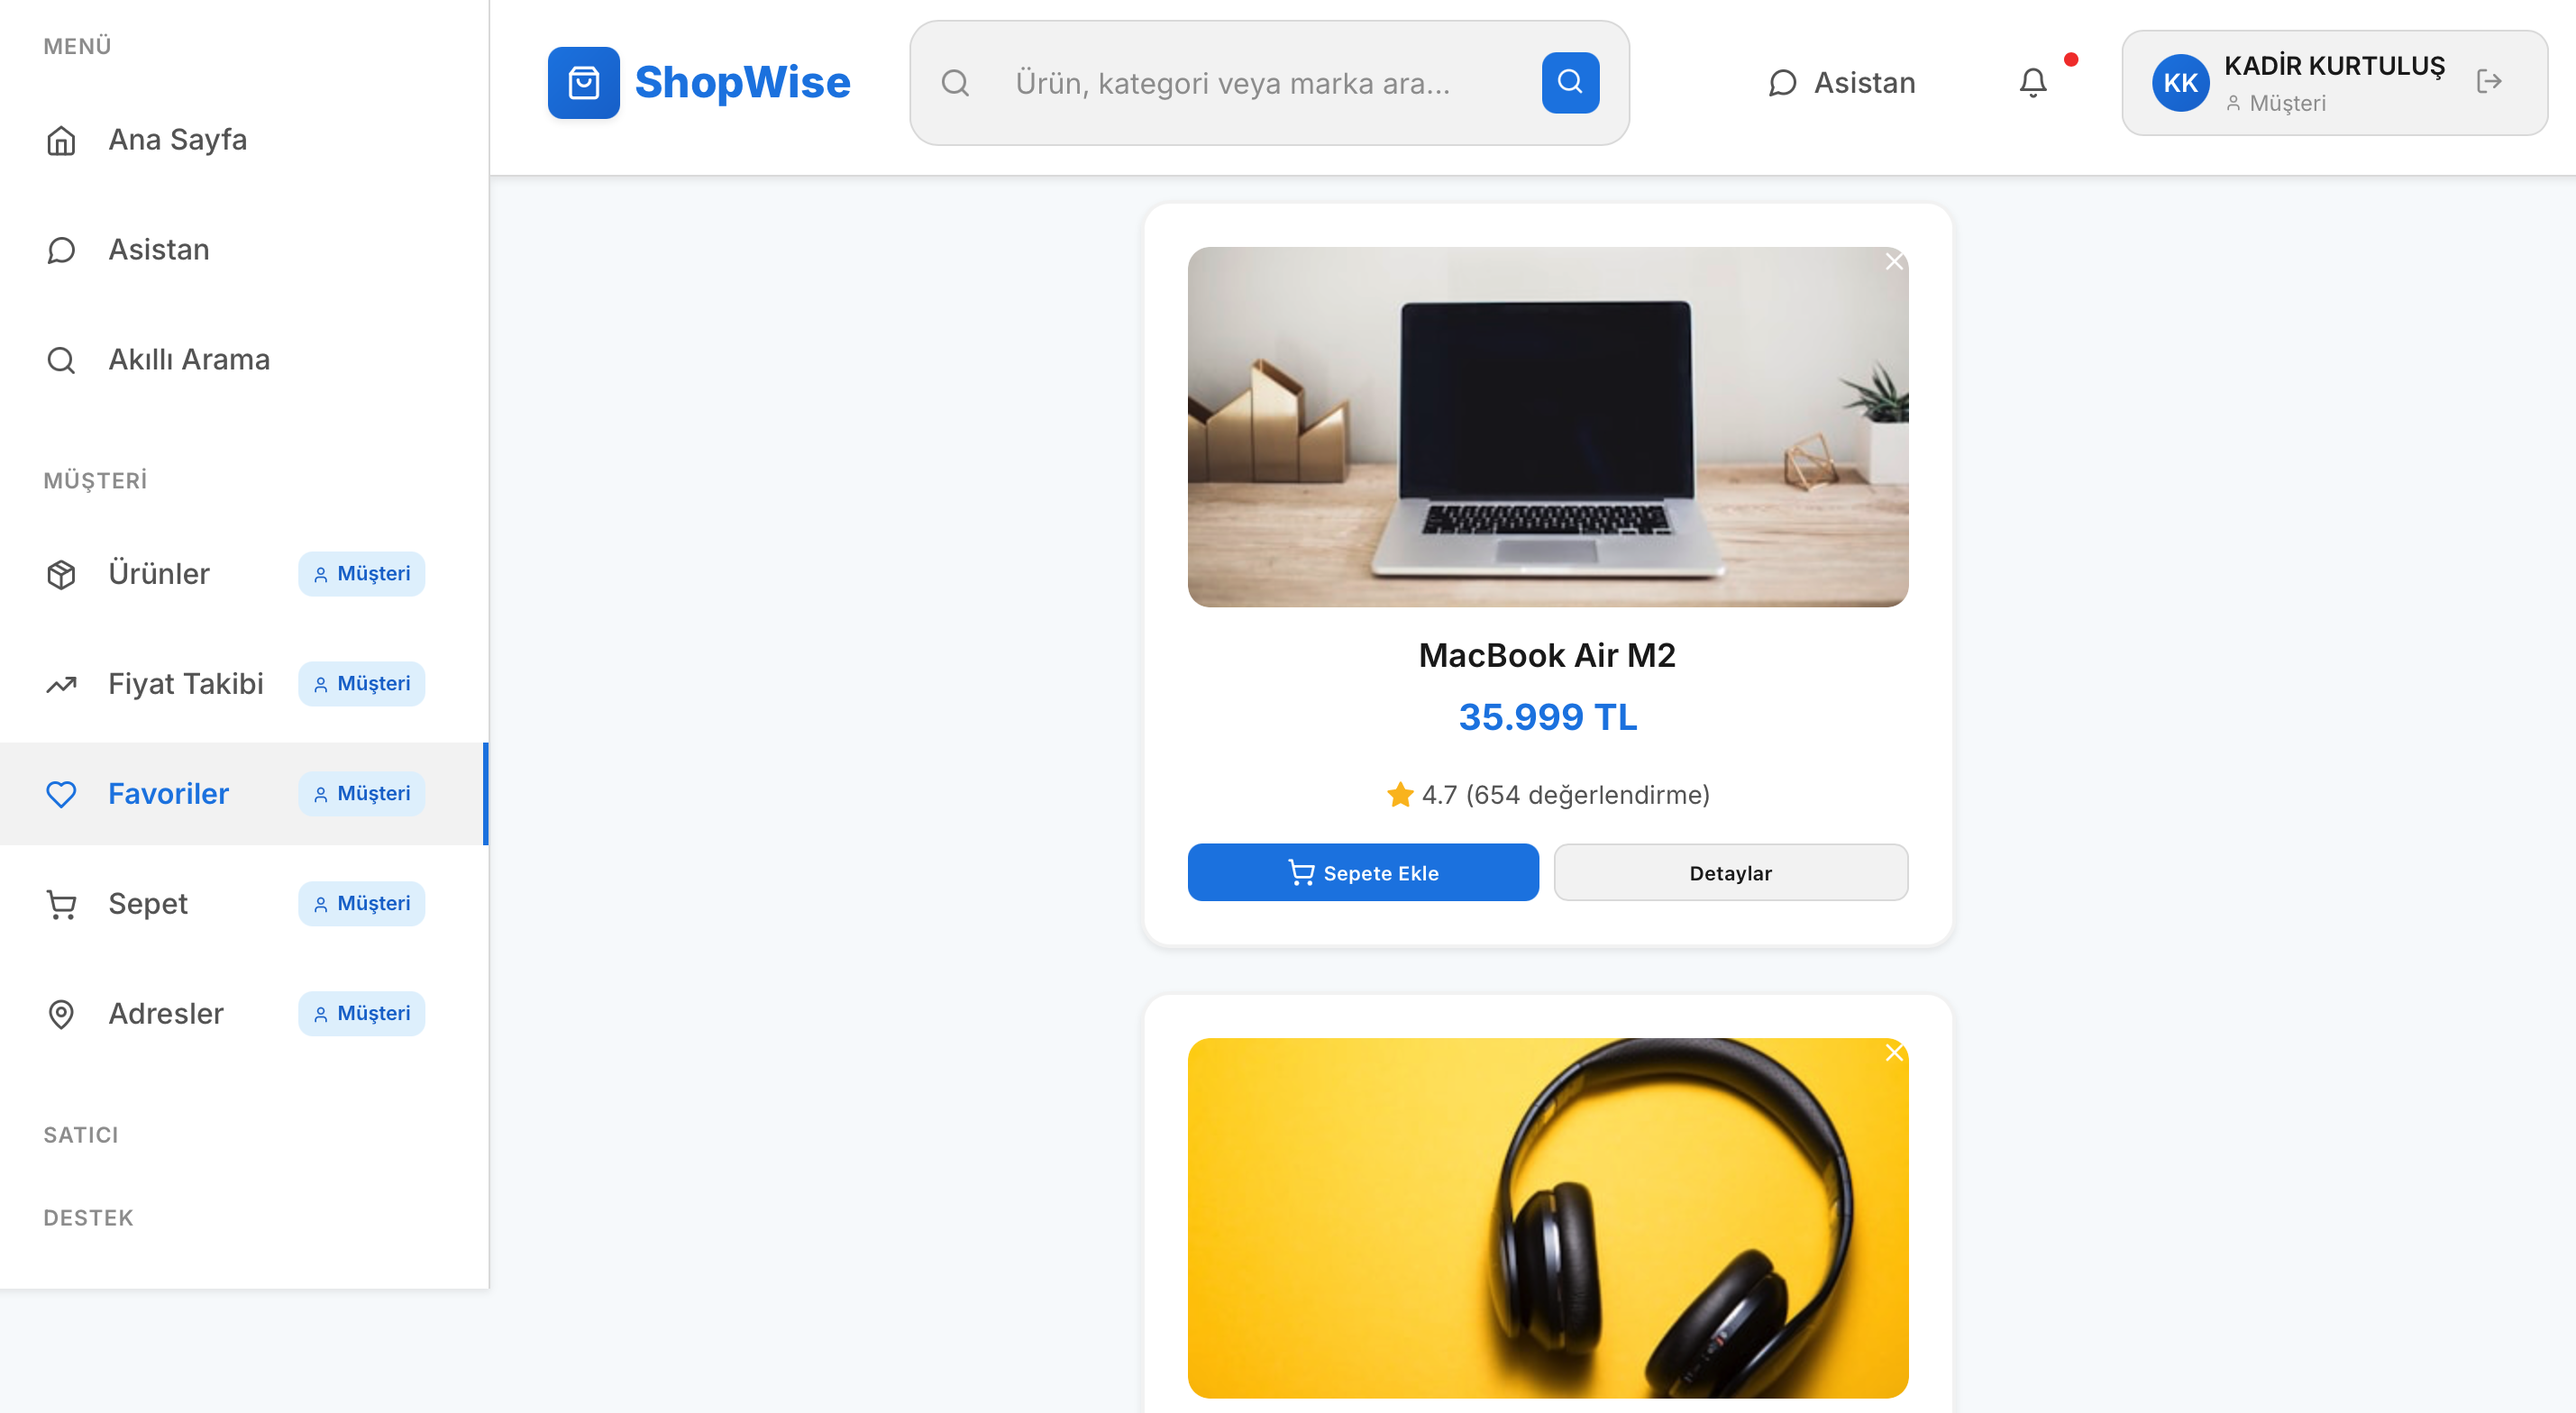 MENÜ
Ana Sayfa
Asistan
Akıllı Arama
MÜŞTERİ
Ürünler Müşteri
Fiyat Takibi Müşteri
Favoriler Müşteri
Sepet Müşteri
Adresler Müşteri
SATICI
DESTEK
ShopWise
Ürün, kategori veya marka ara...
Asistan
KK
KADİR KURTULUŞ
Müşteri
MacBook Air M2
35.999 TL
4.7 (654 değerlendirme)
Sepete Ekle
Detaylar